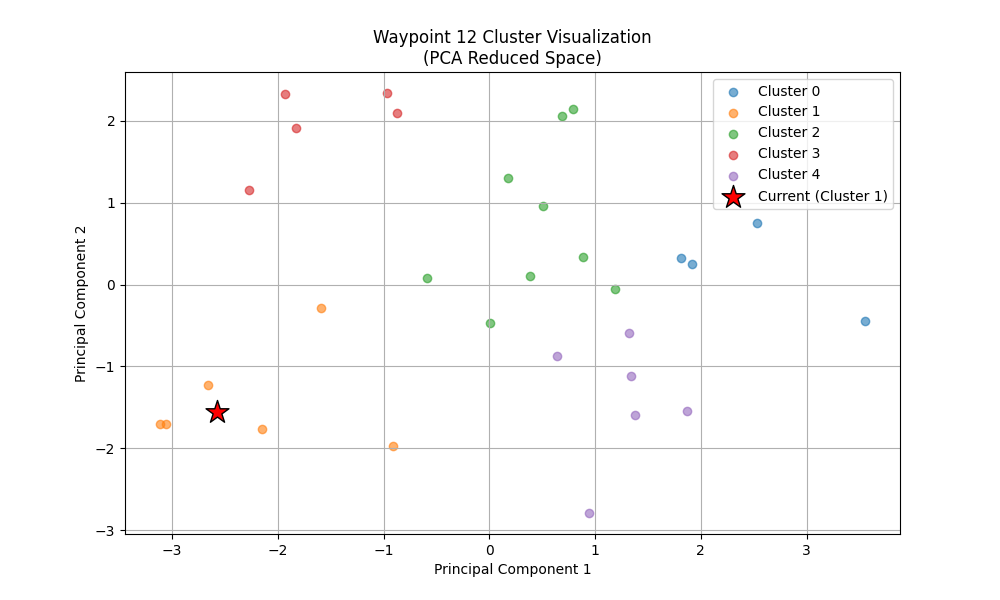 Waypoint 12 Cluster Visualization
(PCA Reduced Space)
Cluster 0
Cluster 1
Cluster 2
Cluster 3
Cluster 4
Current (Cluster 1)
Principal Component 2
2
1
0
−1
−2
−3
−3
−2
−1
0
1
2
3
Principal Component 1